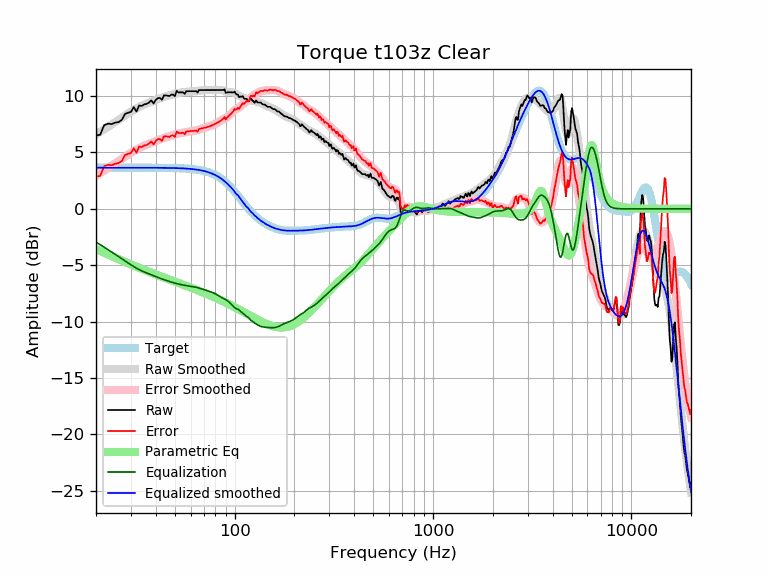 Torque t103z Clear
10
5
0
−5
−10
−15
−20
−25
Amplitude (dBr)
Target
Raw Smoothed
Error Smoothed
Raw
Error
Parametric Eq
Equalization
Equalized smoothed
100
1000
10000
Frequency (Hz)